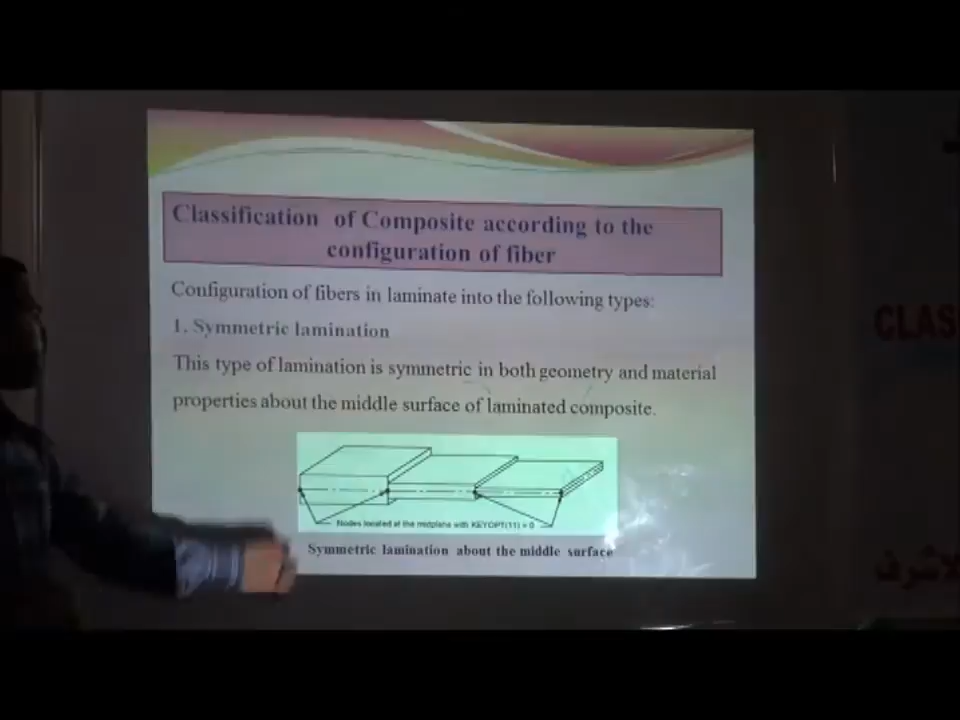 Classification of Composite according to the
configuration of fiber
Configuration of fibers in laminate into the following types:
1. Symmetric lamination
This type of lamination is symmetric in both geometry and material
properties about the middle surface of laminated composite.
Nodes located at the midplane with KEYOPT(11) = 0
Symmetric lamination about the middle surface
CLAS